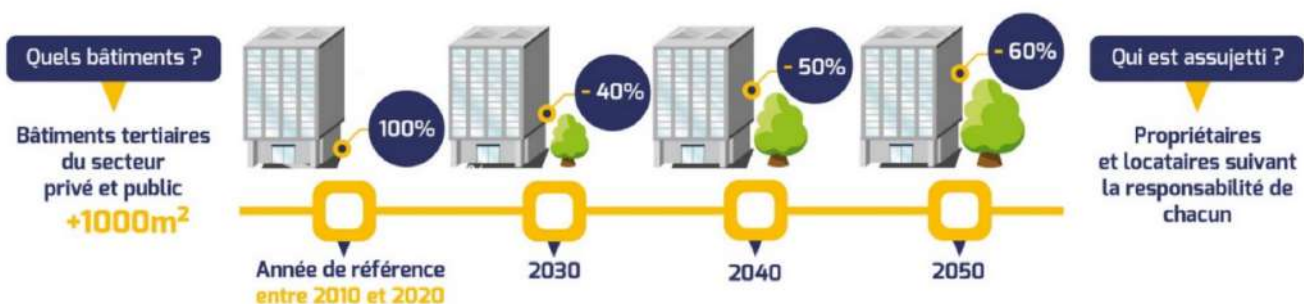 Quels bâtiments ?
Bâtiments tertiaires
du secteur
privé et public
+1000m²
100%
- 40%
- 50%
- 60%
Année de référence
entre 2010 et 2020
2030
2040
2050
Qui est assujetti ?
Propriétaires
et locataires suivant
la responsabilité de
chacun